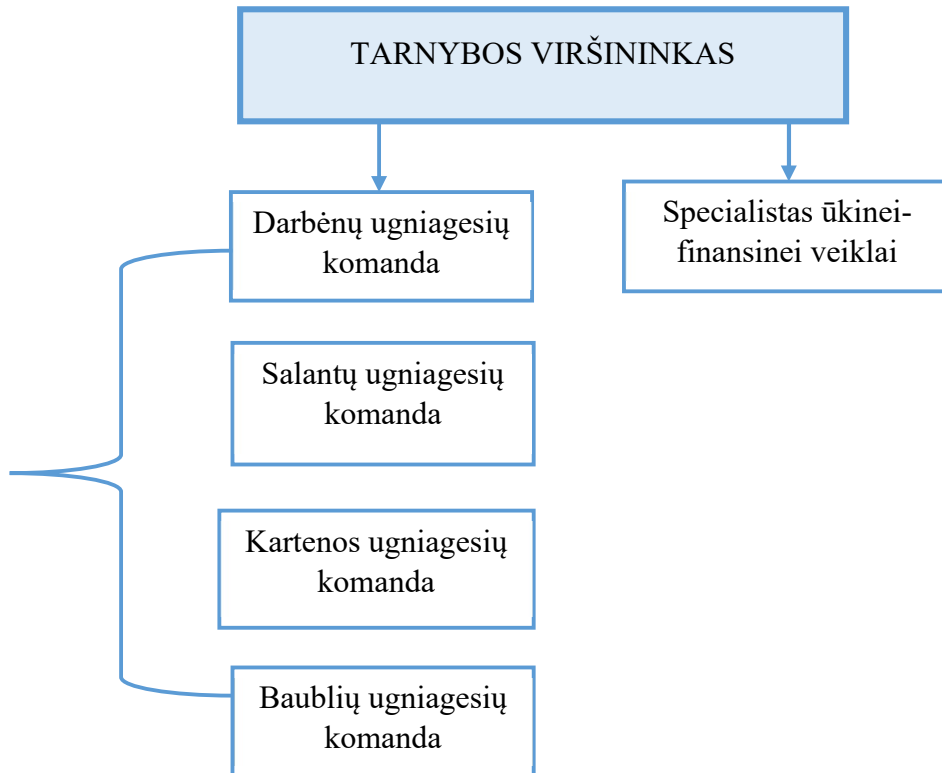 TARNYBOS VIRŠININKAS
Darbėnų ugniagesių
komanda
Specialistas ūkinei-
finansinei veiklai
Salantų ugniagesių
komanda
Kartenos ugniagesių
komanda
Baublių ugniagesių
komanda